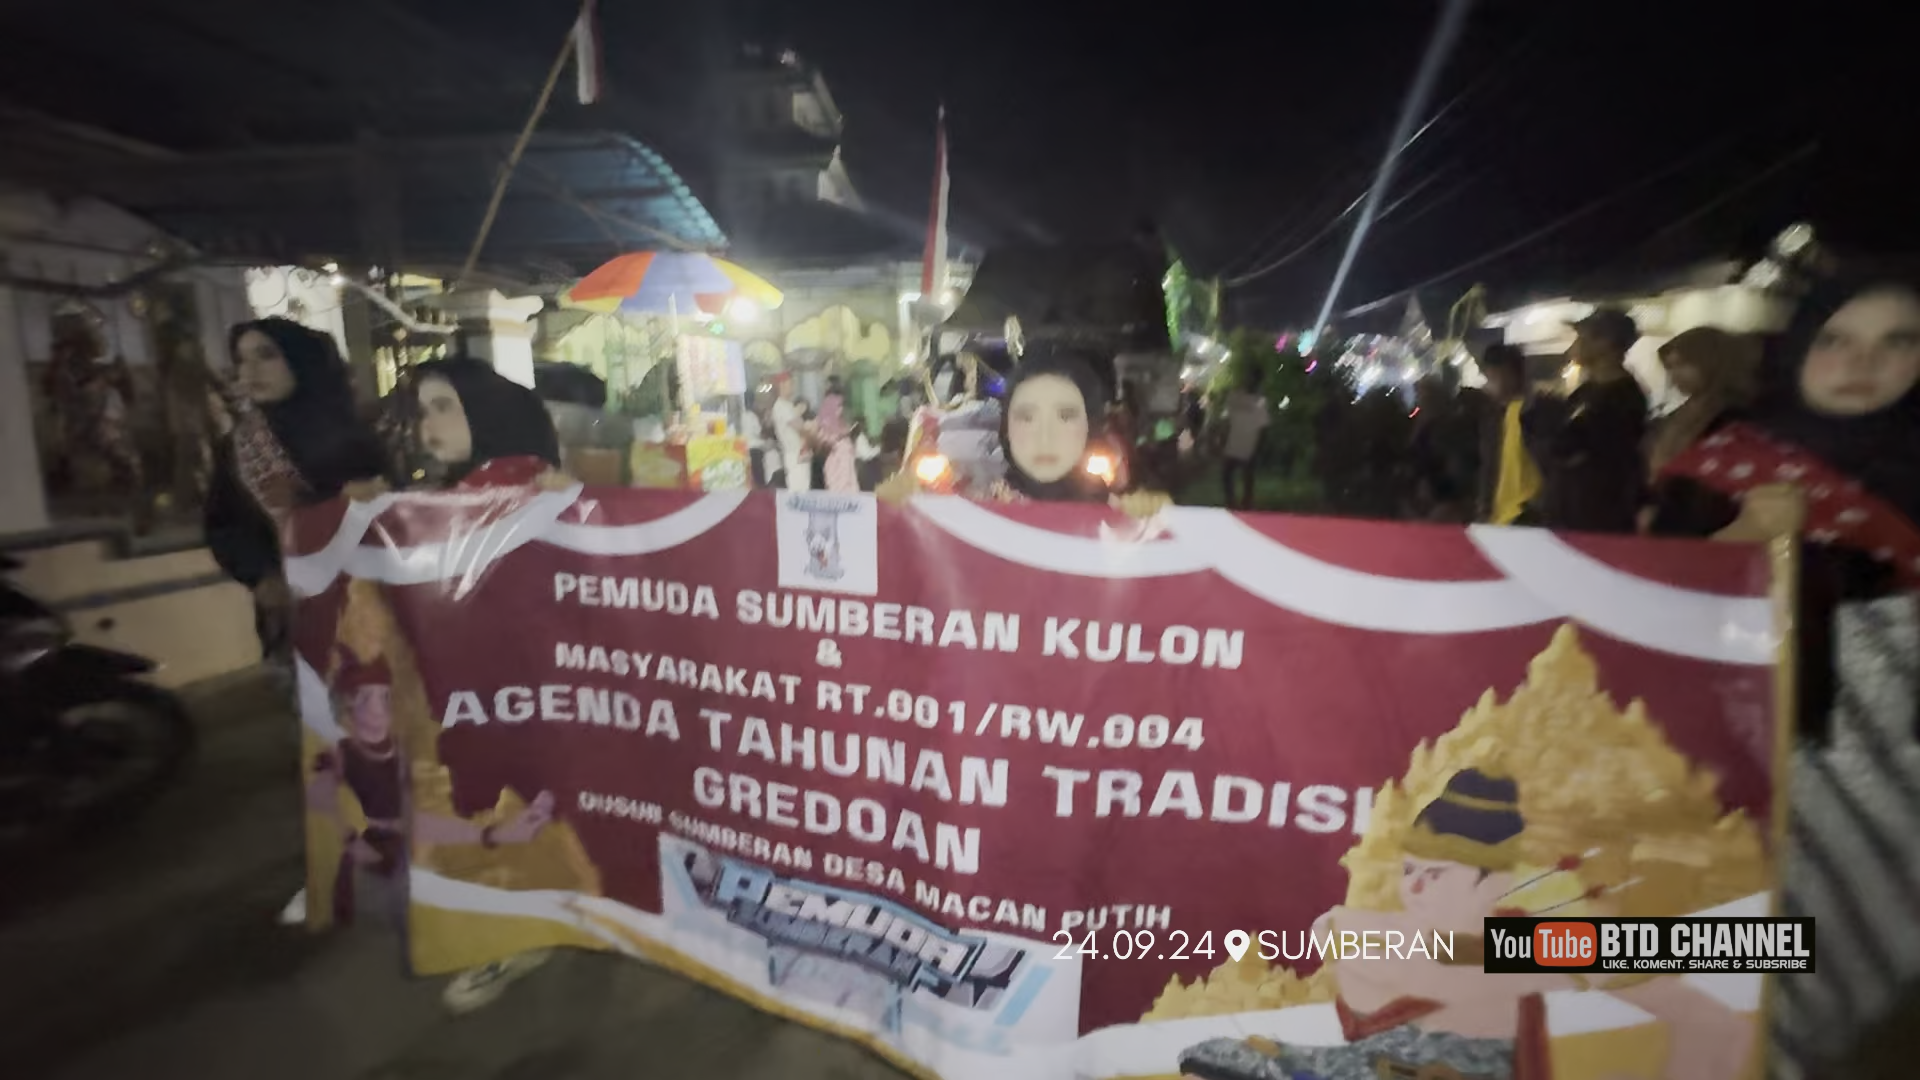 PEMUDA SUMBERAN KULON
&
MASYARAKAT RT.001/RW.004
AGENDA TAHUNAN TRADISI
GREDOAN
DUSUN SUMBERAN DESA MACAN PUTIH
PEMUDA
SUMBERAN
24.09.24 SUMBERAN
YouTube BTD CHANNEL
LIKE, KOMENT, SHARE & SUBSRIBE